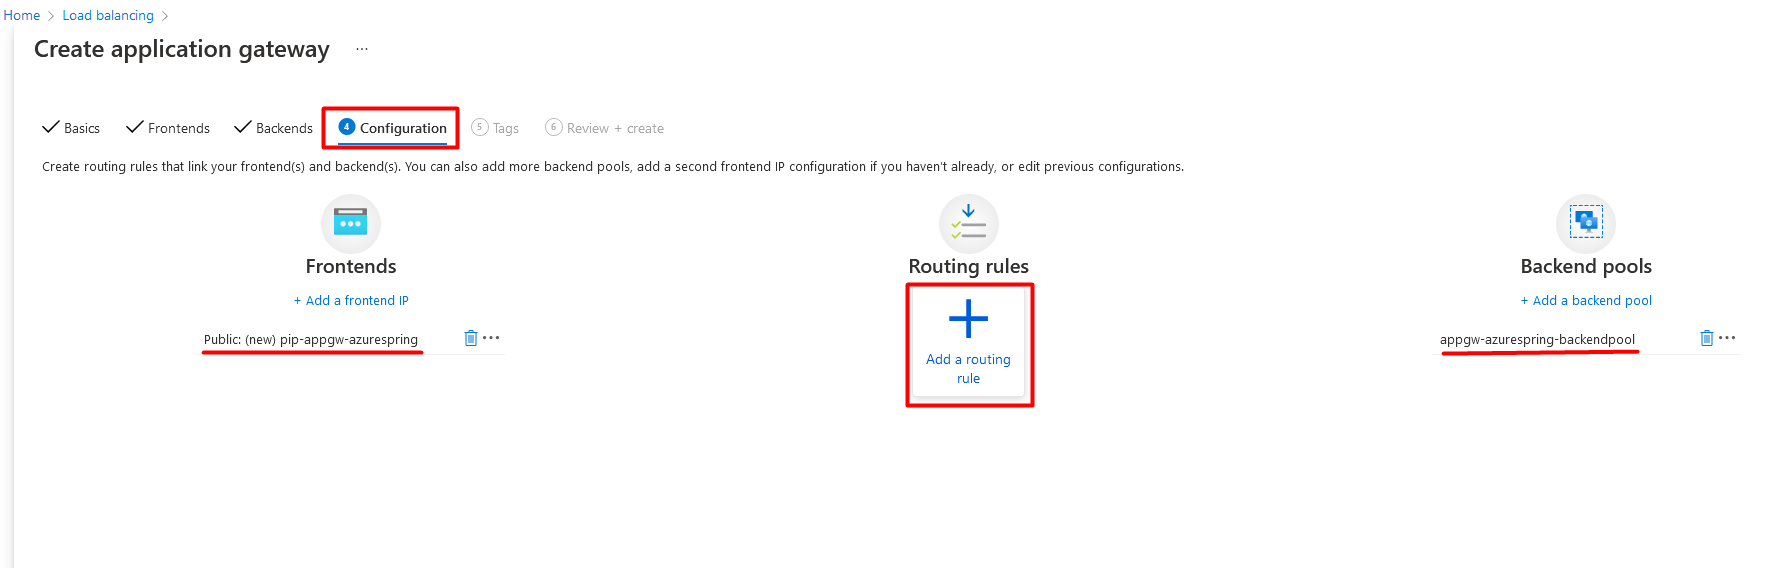 Home > Load balancing >
Create application gateway ...
Basics Frontends Backends 4 Configuration 5 Tags 6 Review + create
Create routing rules that link your frontend(s) and backend(s). You can also add more backend pools, add a second frontend IP configuration if you haven't already, or edit previous configurations.
Frontends
+ Add a frontend IP
Public: (new) pip-appgw-azurespring
Routing rules
Add a routing
rule
Backend pools
+ Add a backend pool
appgw-azurespring-backendpool